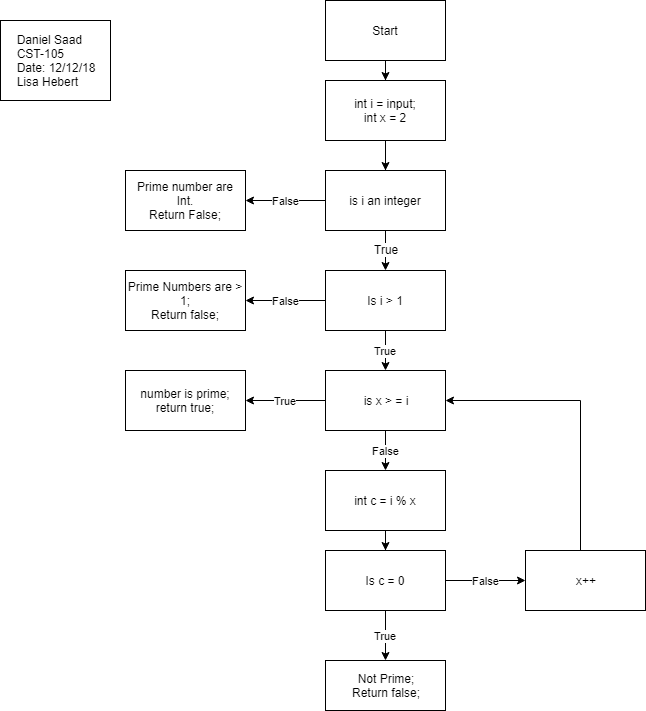 Daniel Saad
CST-105
Date: 12/12/18
Lisa Hebert
Start
int i = input;
int x = 2
is i an integer
False
Prime number are
Int.
Return False;
True
Is i > 1
False
Prime Numbers are >
1;
Return false;
True
is x > = i
True
number is prime;
return true;
False
int c = i % x
Is c = 0
False
x++
True
Not Prime;
Return false;